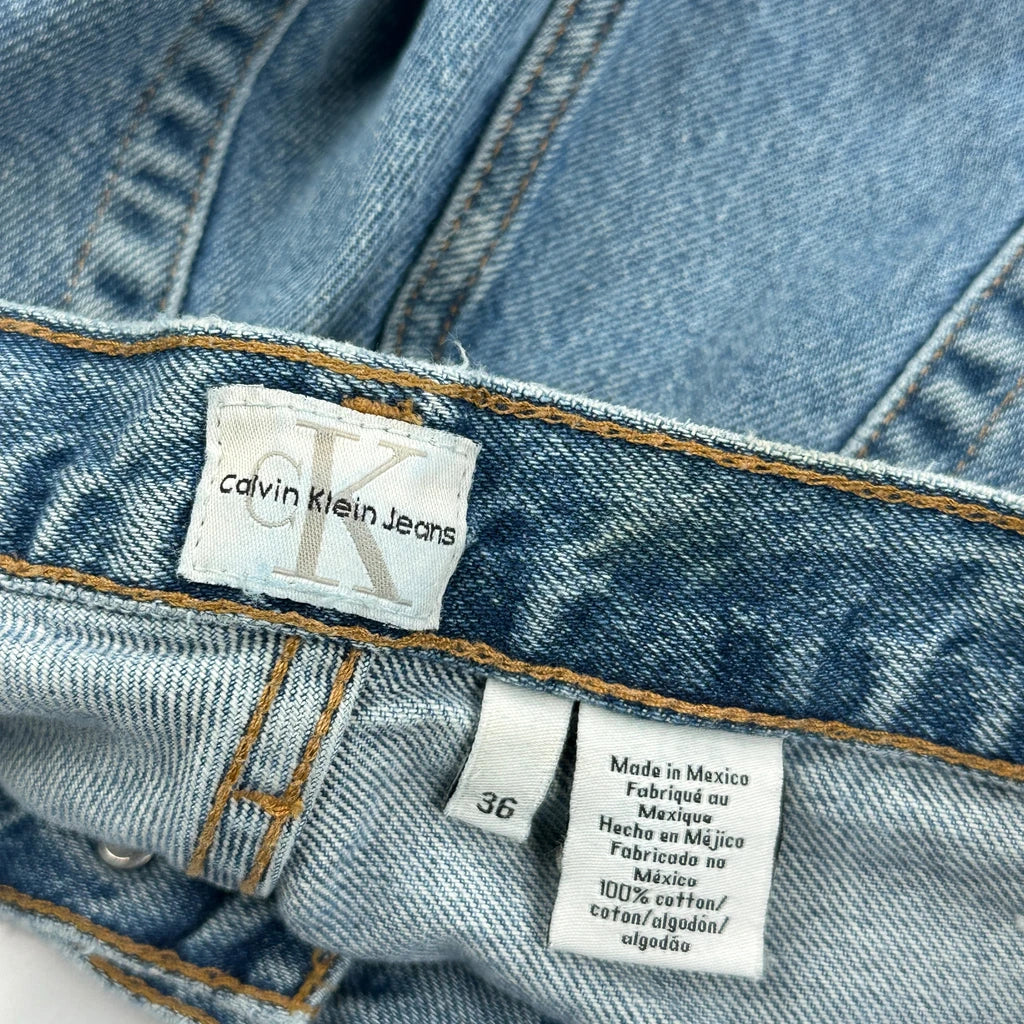 CK
calvin Klein Jeans
36
Made in Mexico
Fabriqué au
Mexique
Hecho en Méjico
Fabricado no
México
100% cotton/
coton/algodón/
algodão